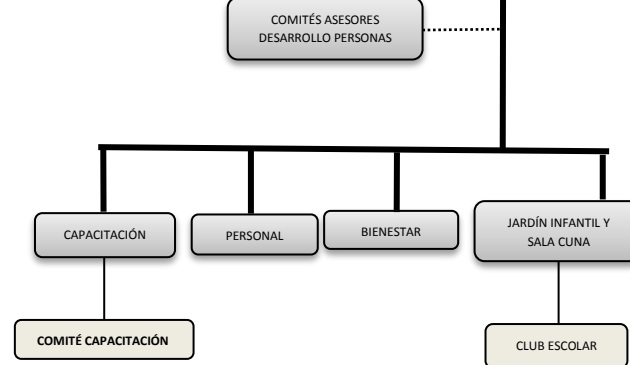 COMITÉS ASESORES
DESARROLLO PERSONAS
CAPACITACIÓN
PERSONAL
BIENESTAR
JARDÍN INFANTIL Y
SALA CUNA
COMITÉ CAPACITACIÓN
CLUB ESCOLAR